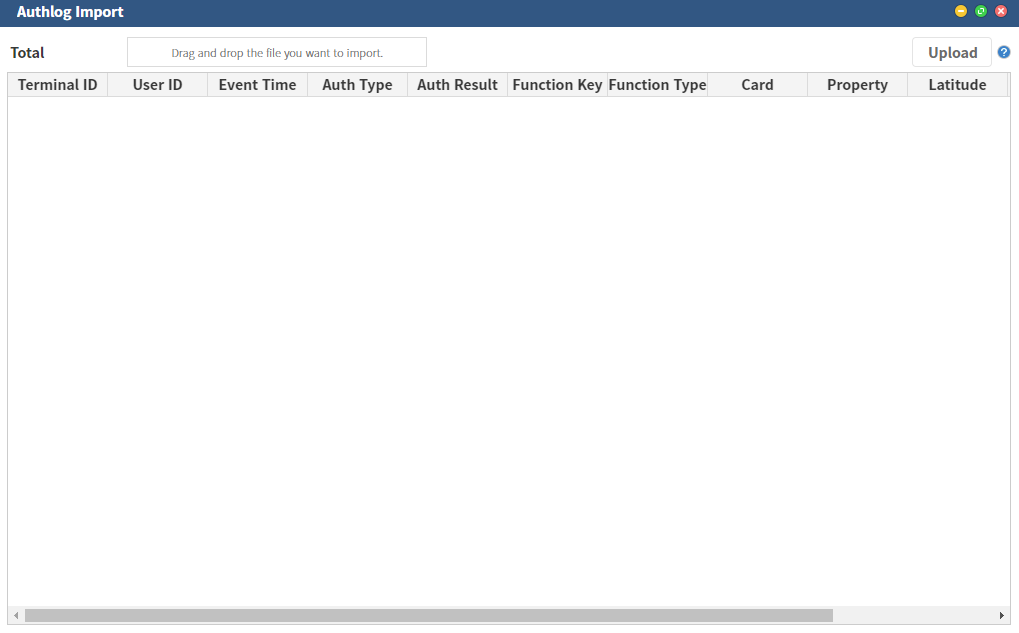 Authlog Import
Total
Drag and drop the file you want to import.
Upload
?
Terminal ID User ID Event Time Auth Type Auth Result Function Key Function Type Card Property Latitude